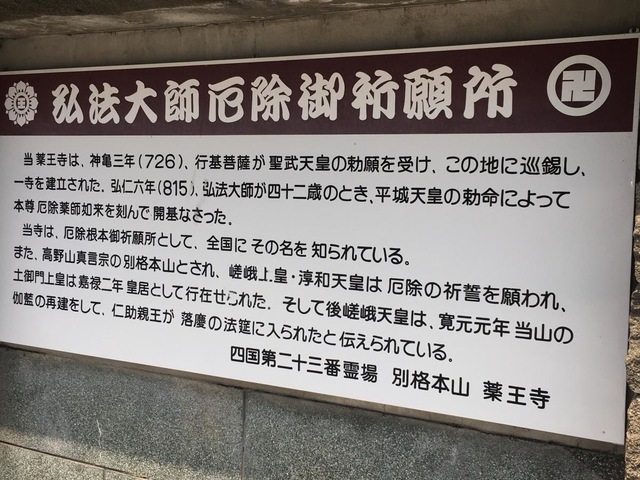 弘法大師厄除御祈願所 卍
当薬王寺は、神亀三年(726)、行基菩薩が聖武天皇の勅願を受け、この地に巡錫し、
一寺を建立された。弘仁六年(815)、弘法大師が四十二歳のとき、平城天皇の勅命によって
本尊厄除薬師如来を刻んで開基なさった。
当寺は、厄除根本御祈願所として、全国にその名を知られている。
また、高野山真言宗の別格本山とされ、嵯峨上皇・淳和天皇は厄除の祈誓を願われ、
土御門上皇は嘉禄二年皇居として行在せられた。そして後嵯峨天皇は、寛元元年当山の
伽藍の再建をして、仁助親王が落慶の法莚に入られたと伝えられている。
四国第二十三番霊場 別格本山 薬王寺